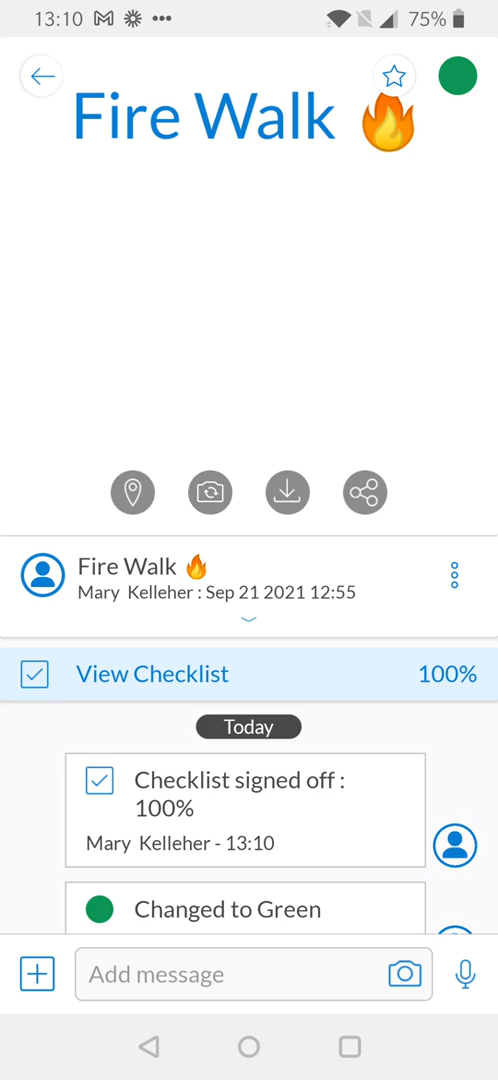 13:10
75%
Fire Walk 🔥
Fire Walk 🔥
Mary Kelleher : Sep 21 2021 12:55
View Checklist 100%
Today
Checklist signed off :
100%
Mary Kelleher - 13:10
Changed to Green
Add message